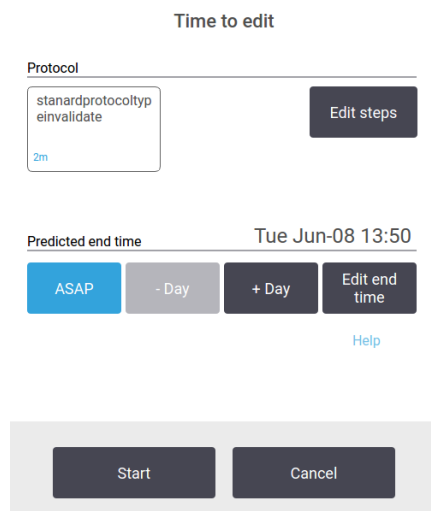 Time to edit
Protocol
stanardprotocoltyp
einvalidate
2m
Edit steps
Predicted end time
Tue Jun-08 13:50
ASAP
- Day
+ Day
Edit end
time
Help
Start
Cancel